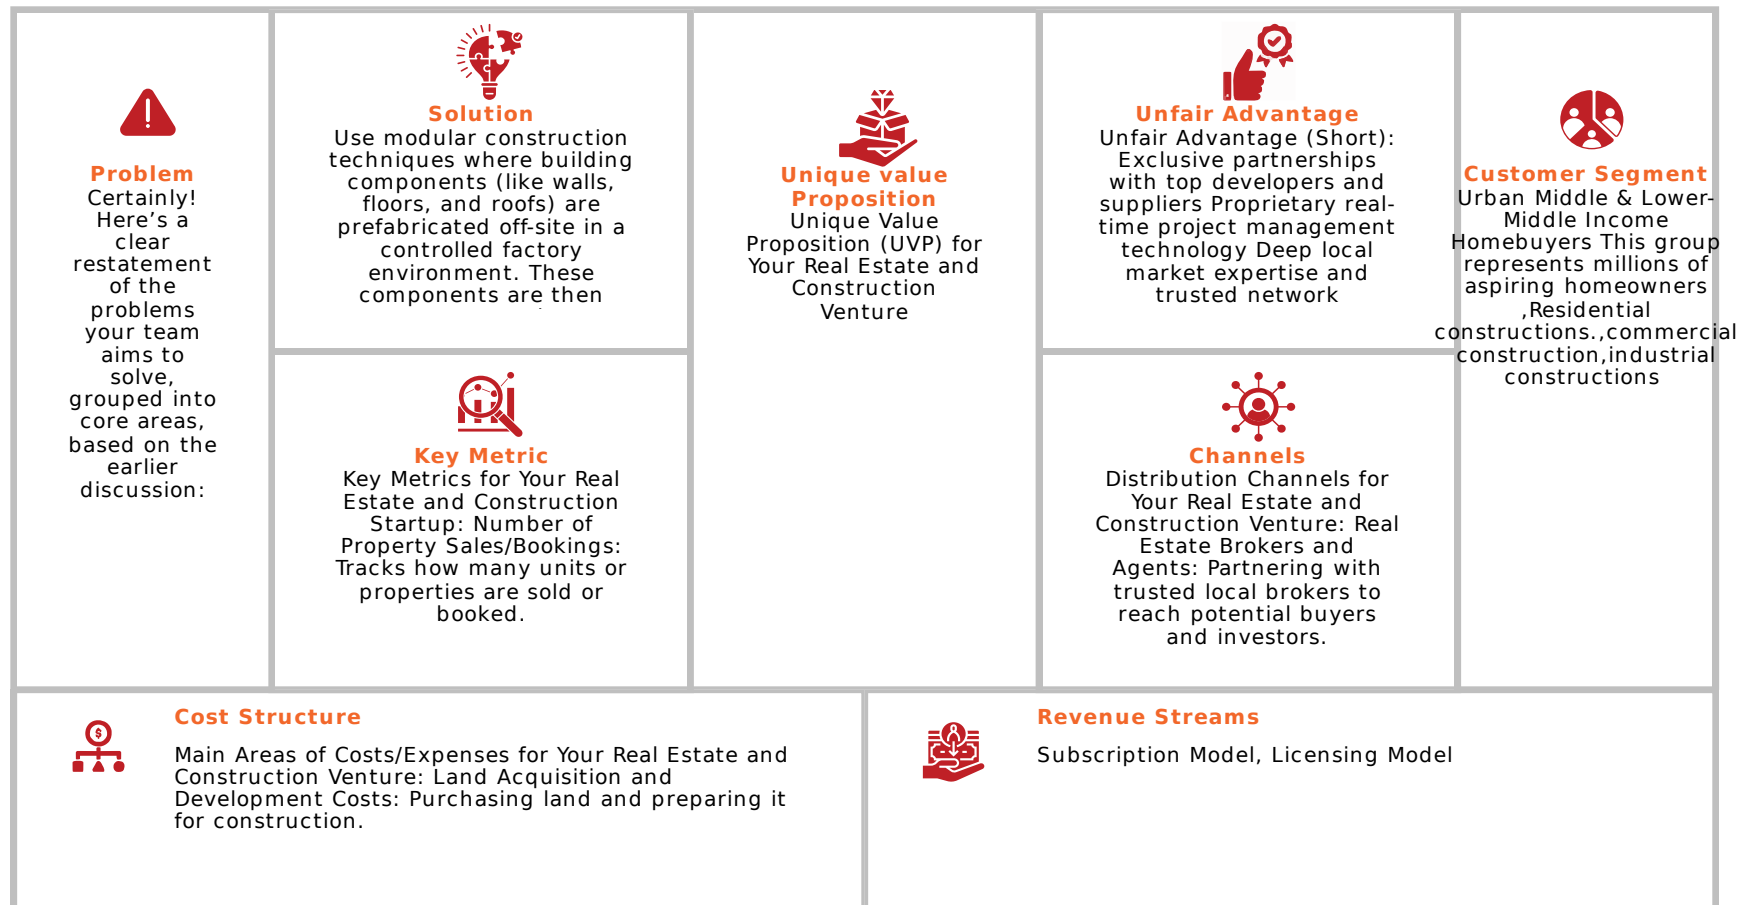 Problem
Certainly!
Here’s a
clear
restatement
of the
problems
your team
aims to
solve,
grouped into
core areas,
based on the
earlier
discussion:
Solution
Use modular construction
techniques where building
components (like walls,
floors, and roofs) are
prefabricated off-site in a
controlled factory
environment. These
components are then
Key Metric
Key Metrics for Your Real
Estate and Construction
Startup: Number of
Property Sales/Bookings:
Tracks how many units or
properties are sold or
booked.
Unique value
Proposition
Unique Value
Proposition (UVP) for
Your Real Estate and
Construction
Venture
Unfair Advantage
Unfair Advantage (Short):
Exclusive partnerships
with top developers and
suppliers Proprietary real-
time project management
technology Deep local
market expertise and
trusted network
Channels
Distribution Channels for
Your Real Estate and
Construction Venture: Real
Estate Brokers and
Agents: Partnering with
trusted local brokers to
reach potential buyers
and investors.
Customer Segment
Urban Middle & Lower-
Middle Income
Homebuyers This group
represents millions of
aspiring homeowners
,Residential
constructions.,commercial
construction,industrial
constructions
Cost Structure
Main Areas of Costs/Expenses for Your Real Estate and
Construction Venture: Land Acquisition and
Development Costs: Purchasing land and preparing it
for construction.
Revenue Streams
Subscription Model, Licensing Model